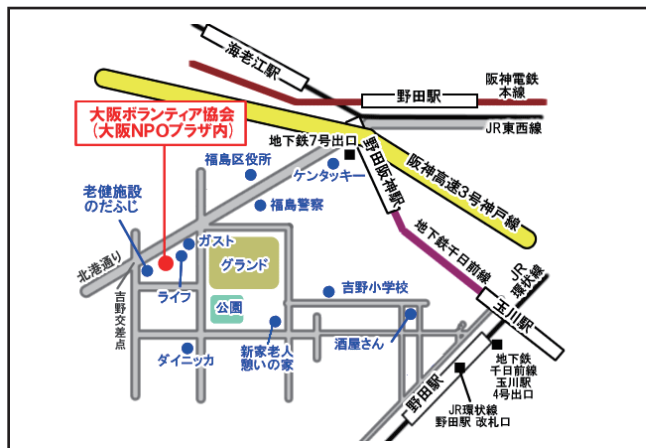 海老江駅
野田駅
阪神電鉄
本線
JR東西線
大阪ボランティア協会
（大阪NPOプラザ内）
地下鉄7号出口
福島区役所
ケンタッキー
野田阪神駅
阪神高速3号神戸線
老健施設
のだふじ
福島警察
地下鉄千日前線
ガスト
グランド
北港通り
ライフ
吉野小学校
JR
環状線
公園
玉川駅
吉野交差点
ダイニッカ
新家老人
憩いの家
酒屋さん
野田駅
地下鉄
千日前線
玉川駅
4号出口
JR環状線
野田駅 改札口